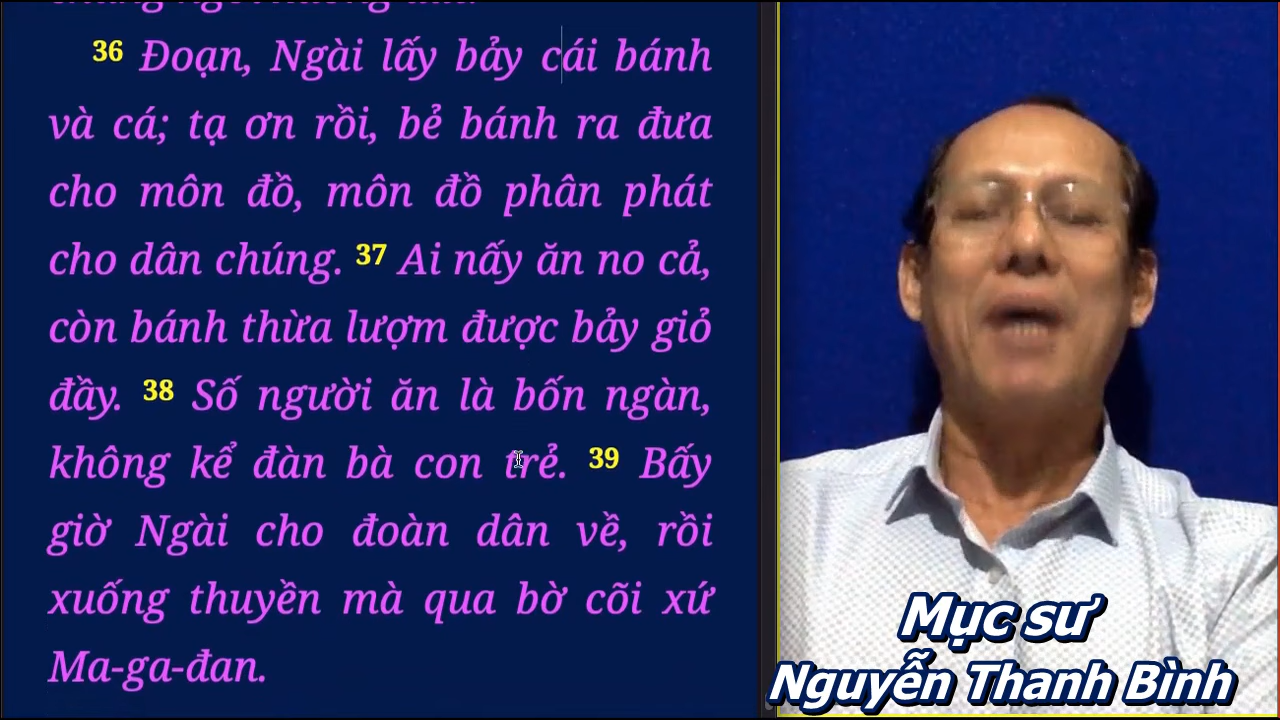 36 Đoạn, Ngài lấy bảy cái bánh
và cá; tạ ơn rồi, bẻ bánh ra đưa
cho môn đồ, môn đồ phân phát
cho dân chúng. 37 Ai nấy ăn no cả,
còn bánh thừa lượm được bảy giỏ
đầy. 38 Số người ăn là bốn ngàn,
không kể đàn bà con trẻ. 39 Bấy
giờ Ngài cho đoàn dân về, rồi
xuống thuyền mà qua bờ cõi xứ
Ma-ga-đan.
Mục sư
Nguyễn Thanh Bình